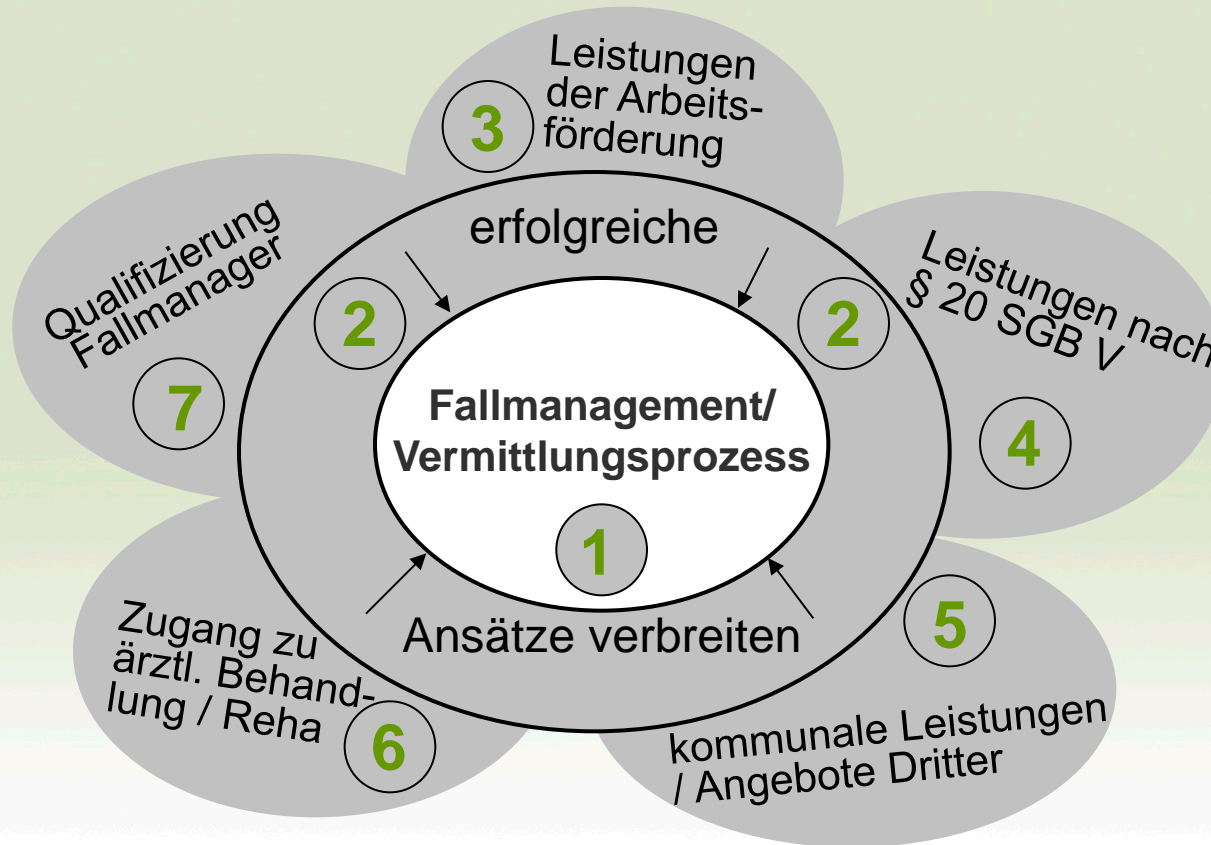 Leistungen
der Arbeits-
förderung
3
erfolgreiche
Qualifizierung
Fallmanager
7
2
2
Leistungen nach
§ 20 SGB V
4
Fallmanagement/
Vermittlungsprozess
1
Ansätze verbreiten
5
kommunale Leistungen
/ Angebote Dritter
Zugang zu
ärztl. Behand-
lung / Reha
6